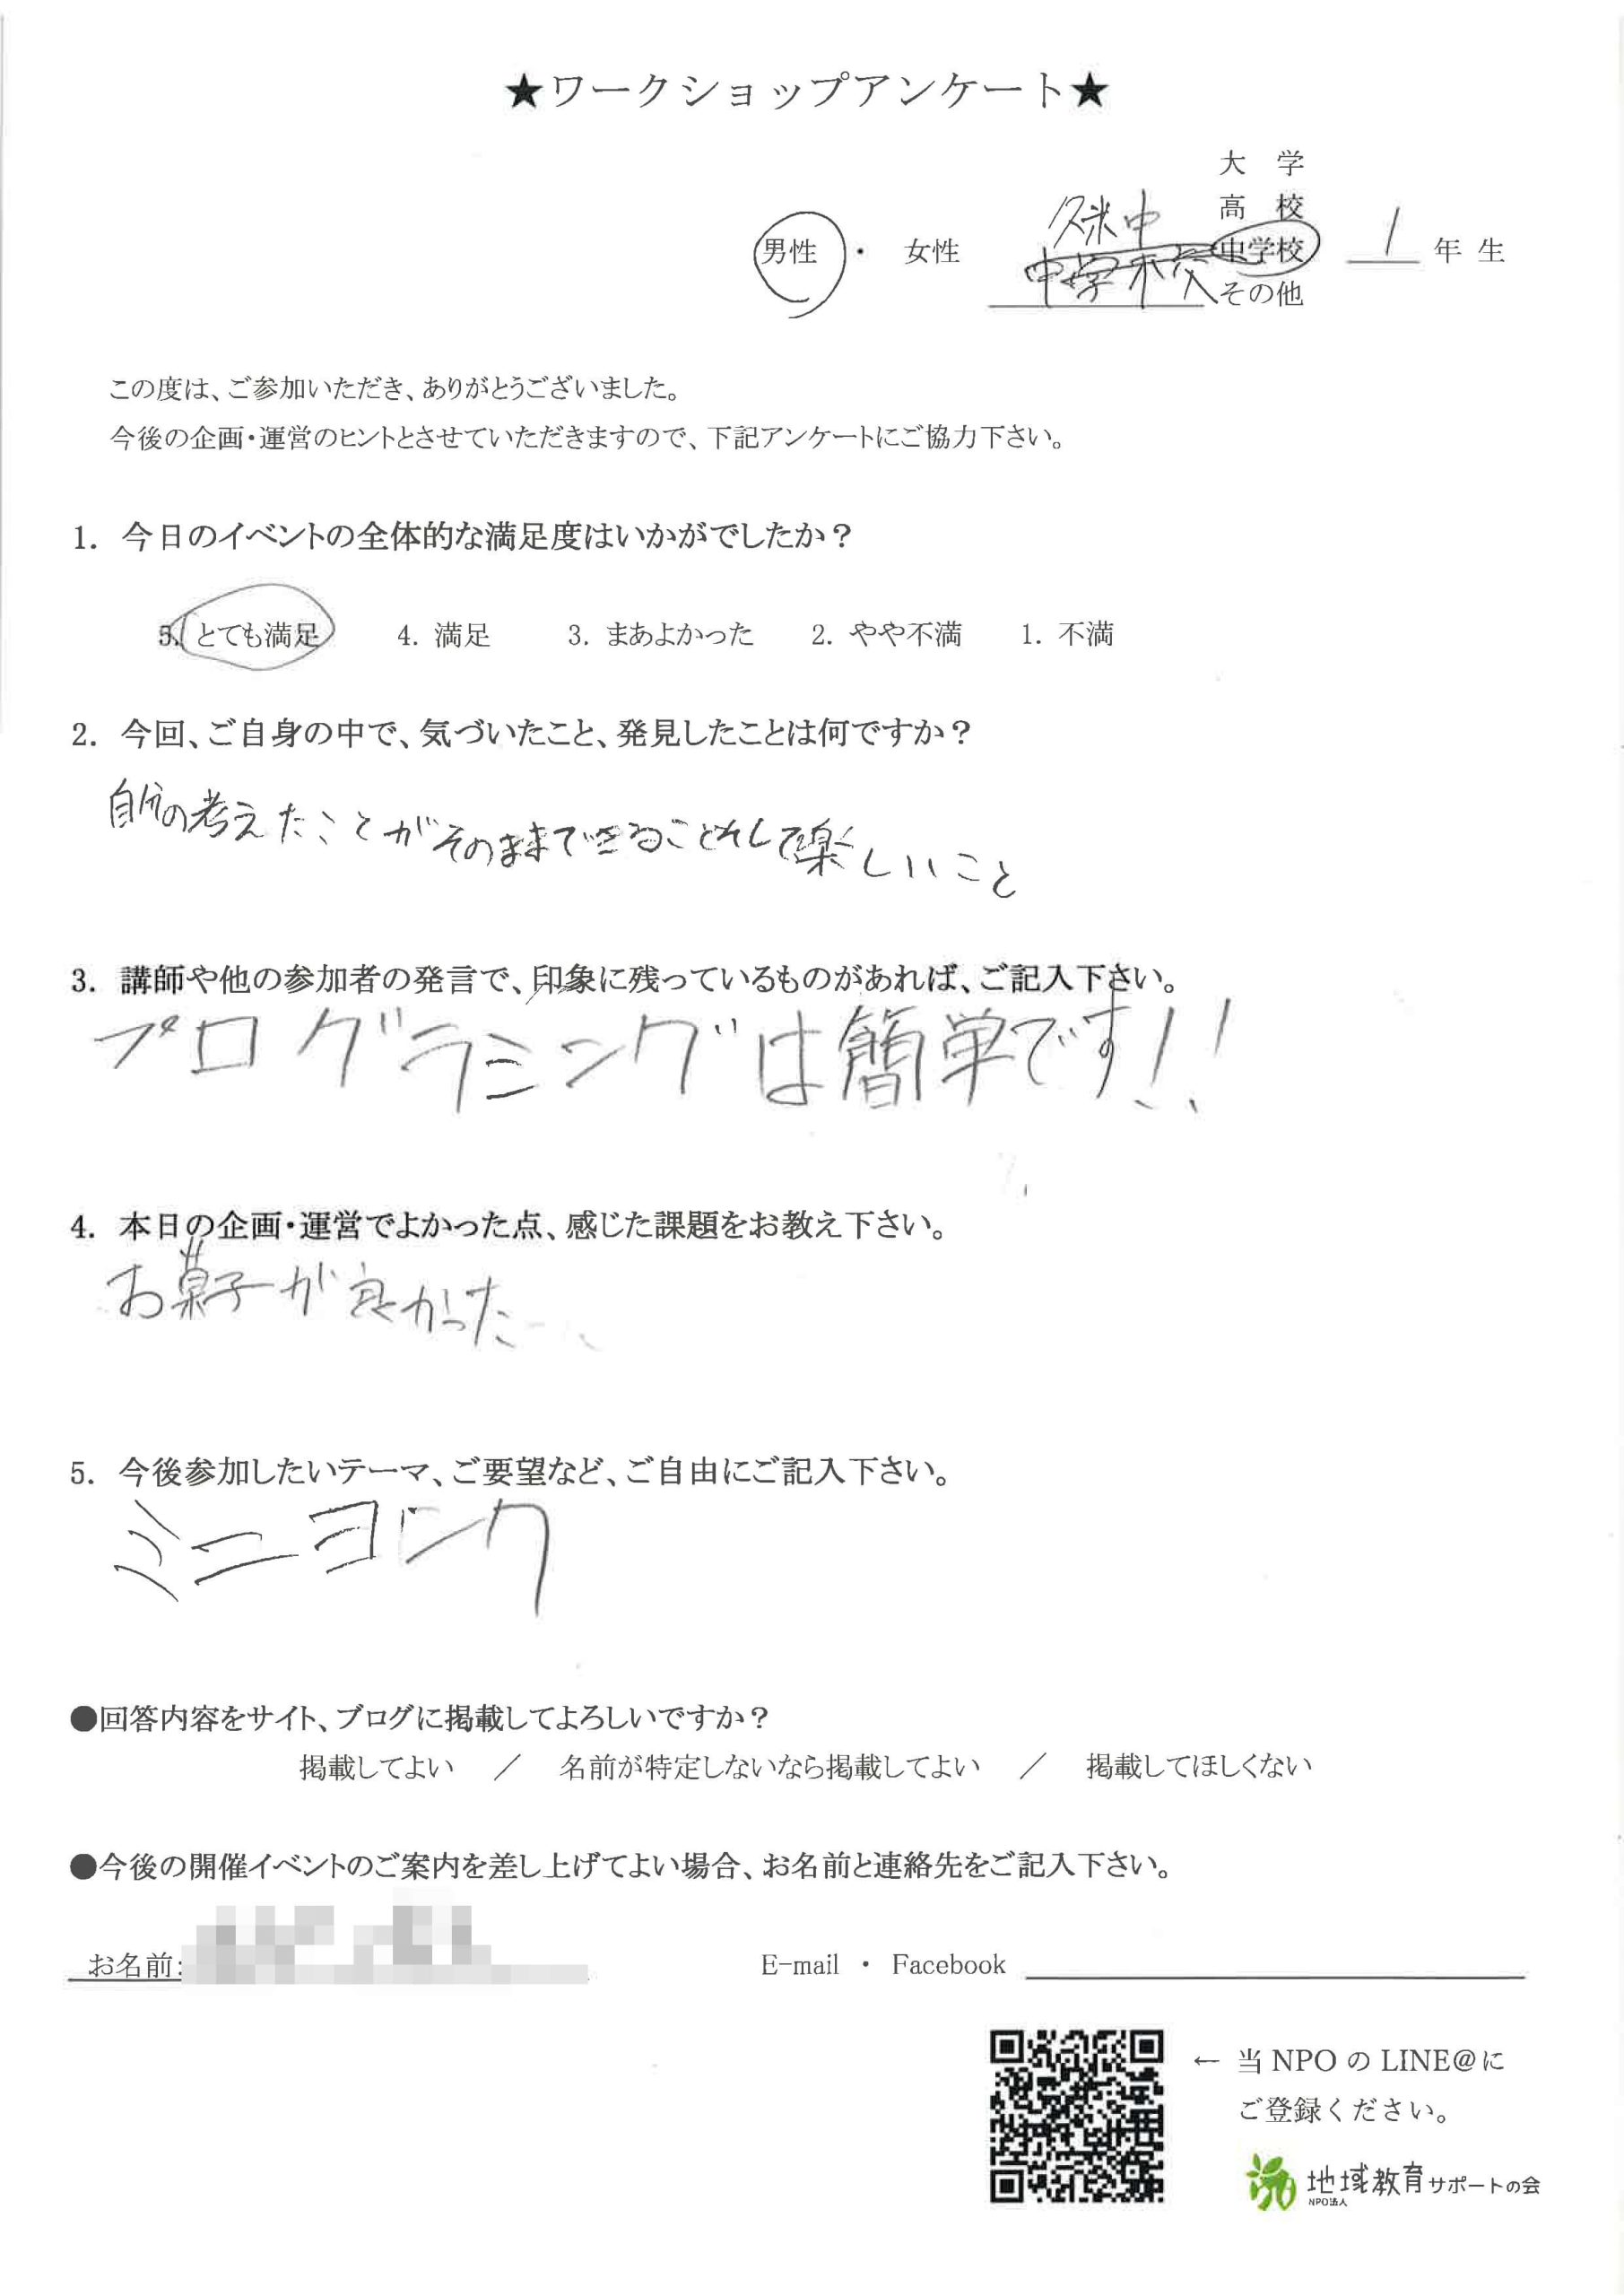 ★ワークショップアンケート★
大 学
高 校
久米中
男性 ・ 女性 中学校 中学校 1 年 生
その他
この度は、ご参加いただき、ありがとうございました。
今後の企画・運営のヒントとさせていただきますので、下記アンケートにご協力下さい。
1. 今日のイベントの全体的な満足度はいかがでしたか？
5. とても満足 4. 満足 3. まあよかった 2. やや不満 1. 不満
2. 今回、ご自身の中で、気づいたこと、発見したことは何ですか？
自分の考えたことがそのままできることそして楽しいこと
3. 講師や他の参加者の発言で、印象に残っているものがあれば、ご記入下さい。
プログラミングは簡単です!!
4. 本日の企画・運営でよかった点、感じた課題をお教え下さい。
お菓子が良かった
5. 今後参加したいテーマ、ご要望など、ご自由にご記入下さい。
ミニヨンク
●回答内容をサイト、ブログに掲載してよろしいですか？
掲載してよい ／ 名前が特定しないなら掲載してよい ／ 掲載してほしくない
●今後の開催イベントのご案内を差し上げてよい場合、お名前と連絡先をご記入下さい。
お名前: E-mail ・ Facebook
← 当 NPO の LINE@に
ご登録ください。
地域教育サポートの会
NPO法人